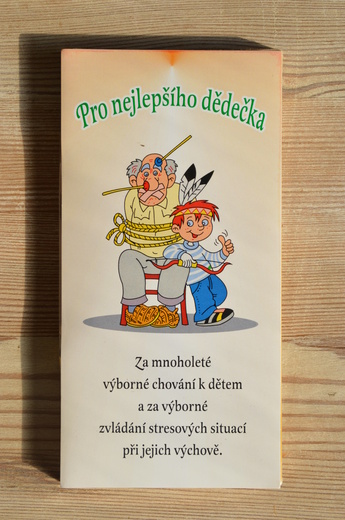 Pro nejlepšího dědečka
Za mnoholeté
výborné chování k dětem
a za výborné
zvládání stresových situací
při jejich výchově.